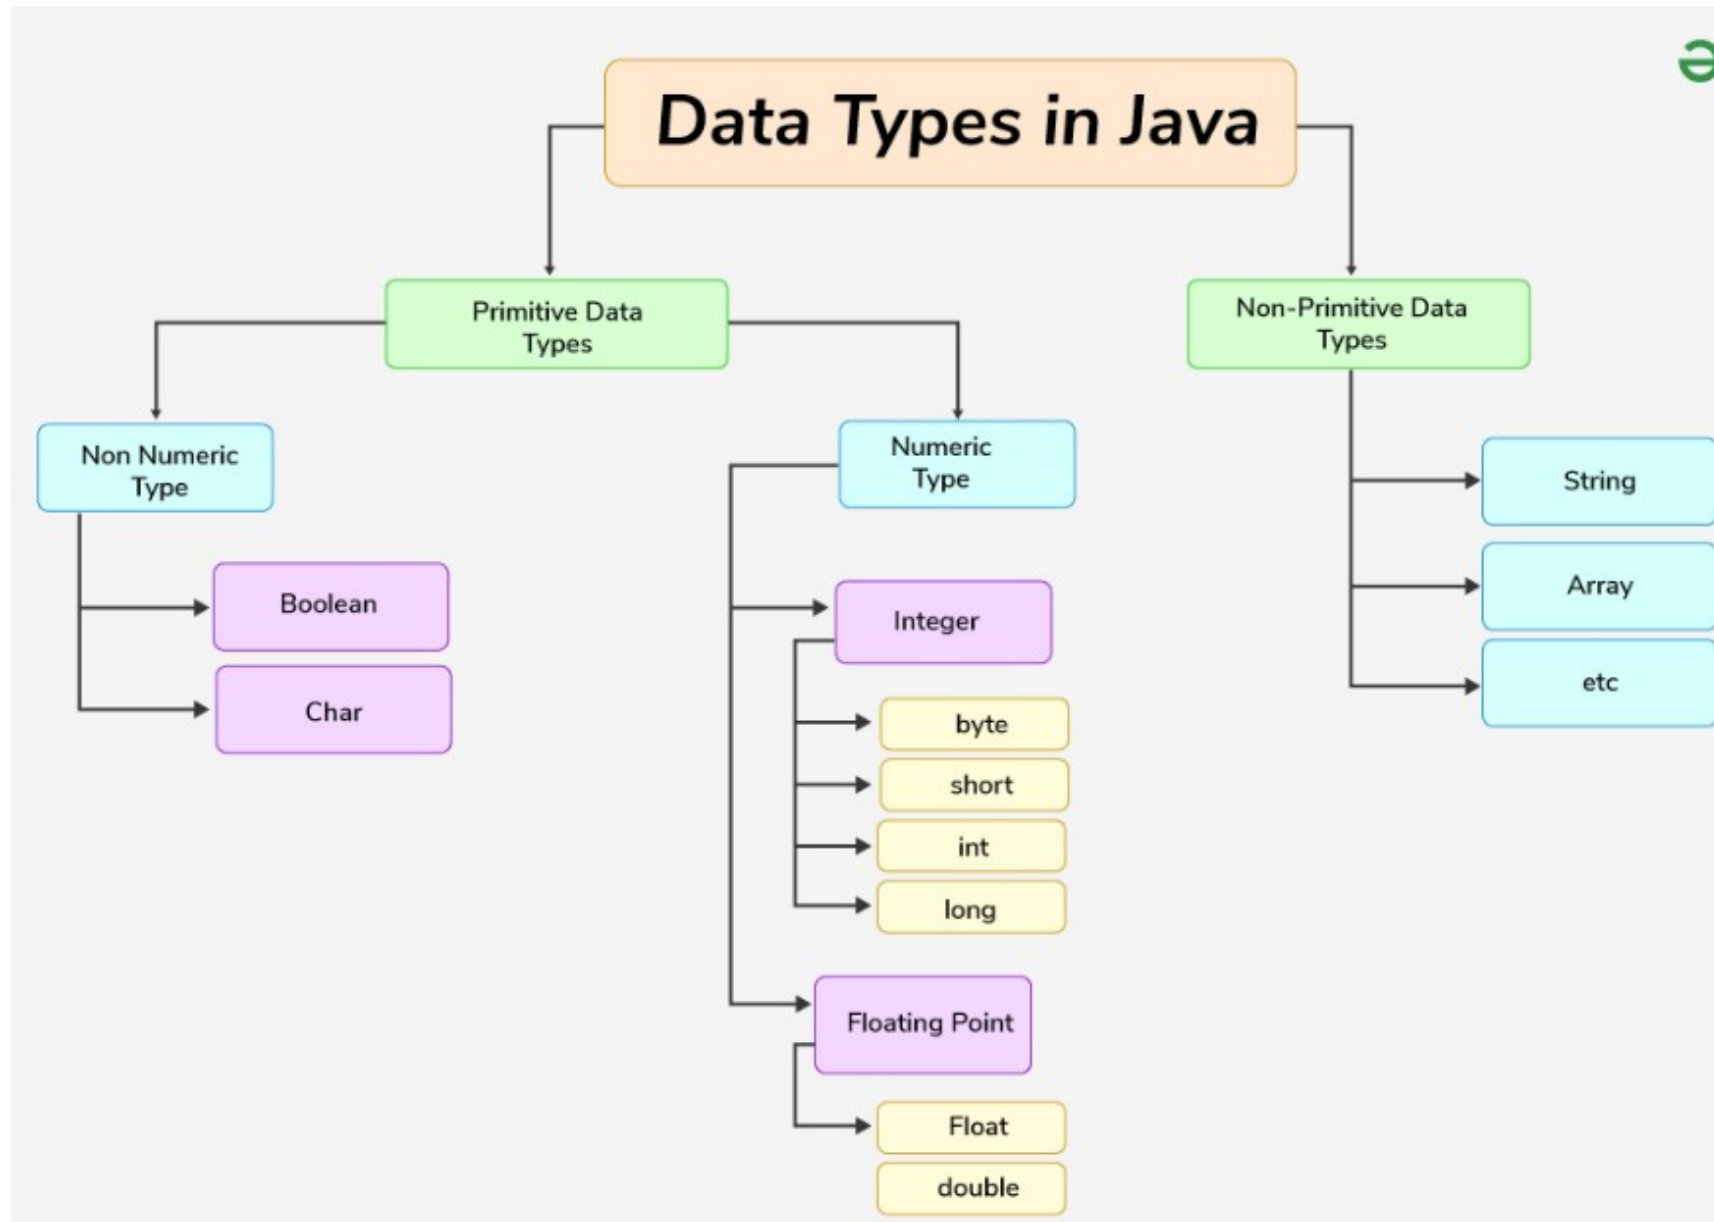 Data Types in Java
Primitive Data
Types
Non-Primitive Data
Types
Non Numeric
Type
Numeric
Type
Boolean
Char
Integer
byte
short
int
long
Floating Point
Float
double
String
Array
etc